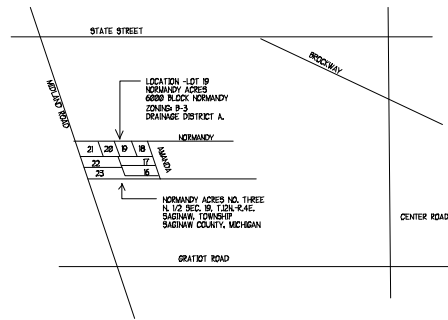 STATE STREET
BROCKWAY
MIDLAND ROAD
LOCATION -LOT 19
NORMANDY ACRES
6000 BLOCK NORMANDY
ZONING: B-3
DRAINAGE DISTRICT A.
NORMANDY
21 20 19 18
AMANDA
22 17
23 16
NORMANDY ACRES NO. THREE
N. 1/2 SEC. 19, T.12N.-R.4E.
SAGINAW, TOWNSHIP
SAGINAW COUNTY, MICHIGAN
CENTER ROAD
GRATIOT ROAD